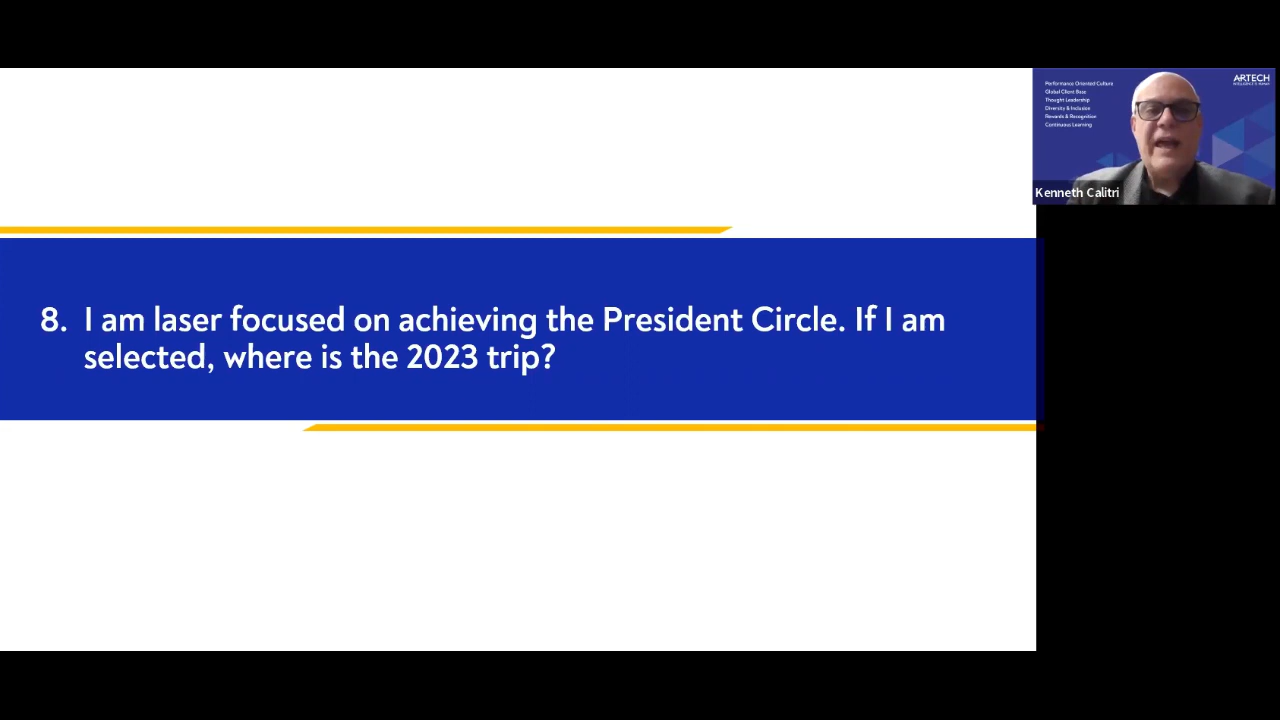 Performance Oriented Culture
Global Client Base
Thought Leadership
Diversity & Inclusion
Rewards & Recognition
Continuous Learning
ARTECH
Kenneth Calitri
8. I am laser focused on achieving the President Circle. If I am
selected, where is the 2023 trip?